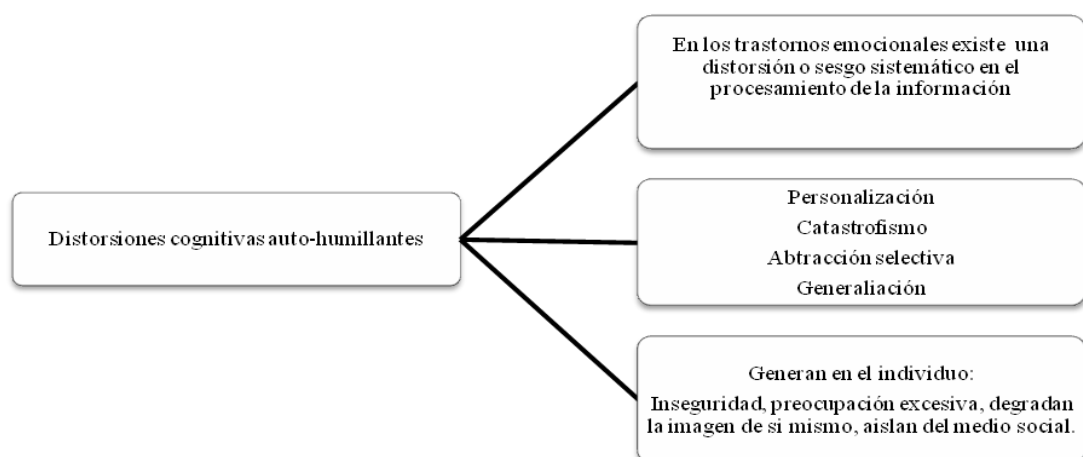 En los trastornos emocionales existe una
distorsión o sesgo sistemático en el
procesamiento de la información
Distorsiones cognitivas auto-humillantes
Personalización
Catastrofismo
Abtracción selectiva
Generaliación
Generan en el individuo:
Inseguridad, preocupación excesiva, degradan
la imagen de si mismo, aislan del medio social.